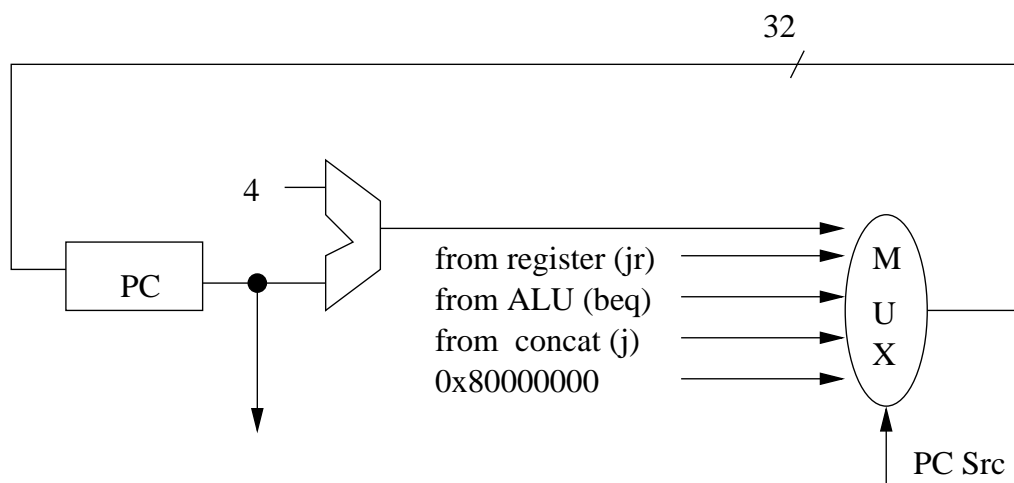 32
4
PC
from register (jr)
from ALU (beq)
from concat (j)
0x80000000
M
U
X
PC Src